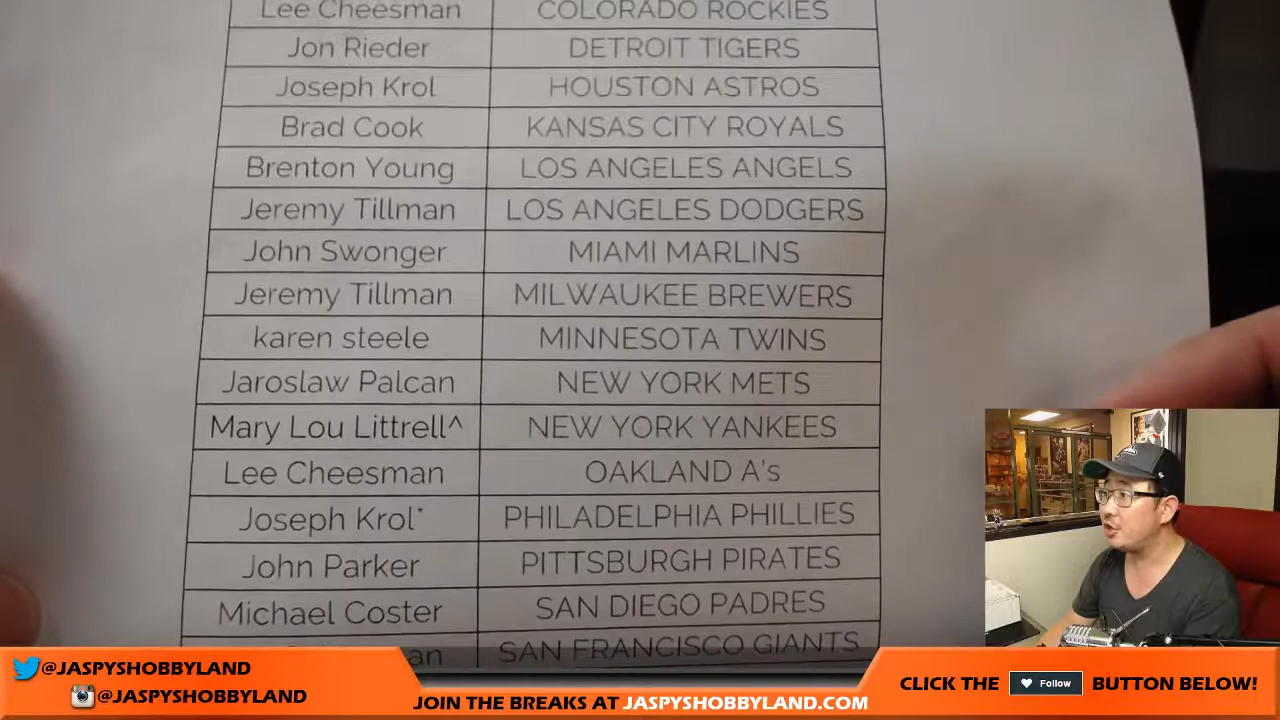 Lee Cheesman COLORADO ROCKIES
Jon Rieder DETROIT TIGERS
Joseph Krol HOUSTON ASTROS
Brad Cook KANSAS CITY ROYALS
Brenton Young LOS ANGELES ANGELS
Jeremy Tillman LOS ANGELES DODGERS
John Swonger MIAMI MARLINS
Jeremy Tillman MILWAUKEE BREWERS
karen steele MINNESOTA TWINS
Jaroslaw Palcan NEW YORK METS
Mary Lou Littrell^ NEW YORK YANKEES
Lee Cheesman OAKLAND A's
Joseph Krol* PHILADELPHIA PHILLIES
John Parker PITTSBURGH PIRATES
Michael Coster SAN DIEGO PADRES
SAN FRANCISCO GIANTS
@JASPYSHOBBYLAND
@JASPYSHOBBYLAND
JOIN THE BREAKS AT JASPYSHOBBYLAND.COM
CLICK THE Follow BUTTON BELOW!